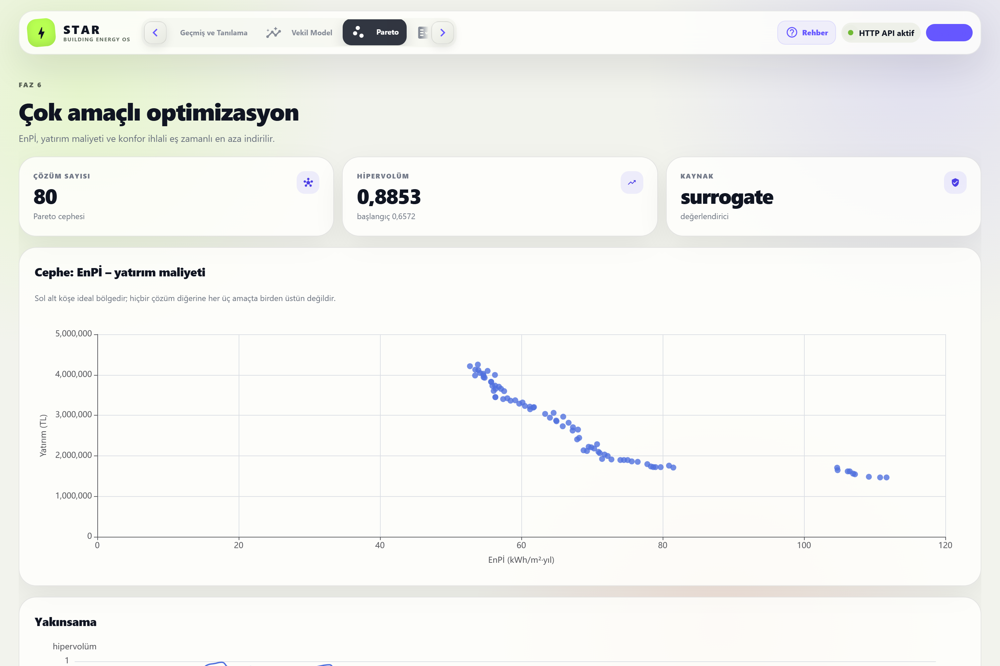 STAR
BUILDING ENERGY OS
Geçmiş ve Tanılama
Vekil Model
Pareto
Rehber
HTTP API aktif
FAZ 6
Çok amaçlı optimizasyon
EnPİ, yatırım maliyeti ve konfor ihlali eş zamanlı en aza indirilir.
ÇÖZÜM SAYISI
80
Pareto cephesi
HİPERVOLÜM
0,8853
başlangıç 0,6572
KAYNAK
surrogate
değerlendirici
Cephe: EnPİ – yatırım maliyeti
Sol alt köşe ideal bölgedir; hiçbir çözüm diğerine her üç amaçta birden üstün değildir.
5,000,000
4,000,000
3,000,000
2,000,000
1,000,000
0
Yatırım (TL)
0 20 40 60 80 100 120
EnPİ (kWh/m²·yıl)
Yakınsama
hipervolüm
1